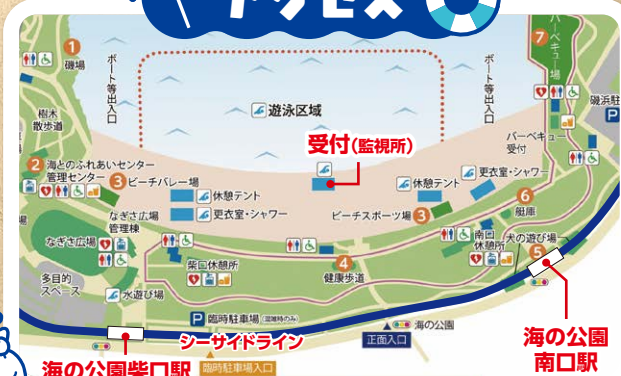 アクセス
1
磯場
ボート等出入口
遊泳区域
ボート等出入口
7
バーベキュー場
磯浜駐
P
樹木
散歩道
受付(監視所)
バーベキュー
受付
2
海とのふれあいセンター
管理センター
3 ビーチバレー場
休憩テント
更衣室・シャワー
休憩テント
更衣室・シャワー
ビーチスポーツ場 3
6
艇庫
なぎさ広場
管理棟
なぎさ広場
柴口休憩所
4
健康歩道
南口
休憩所
犬の遊び場
5
多目的
スペース
水遊び場
P 臨時駐車場
シーサイドライン
海の公園
正面入口
臨時駐車場入口
海の公園柴口駅
海の公園
南口駅